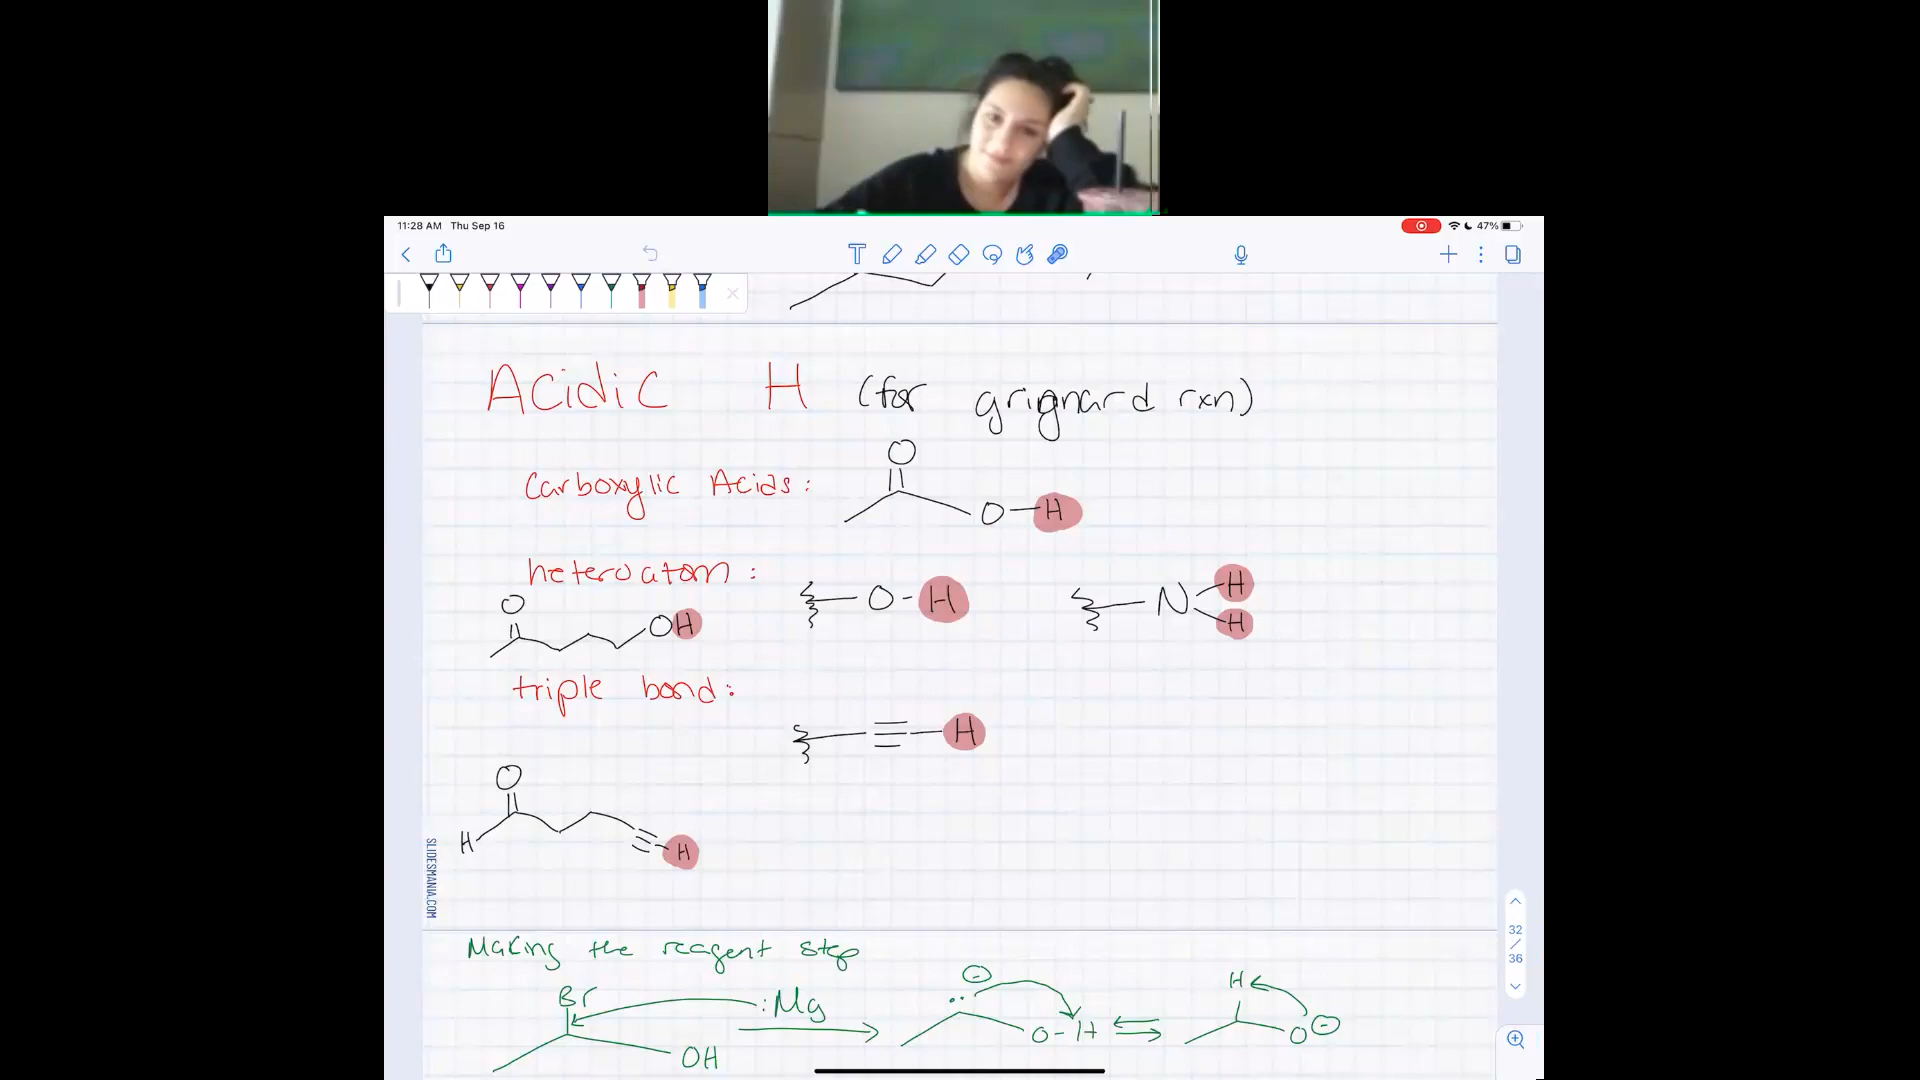 11:28 AM Thu Sep 16
47%
T
Acidic H (for grignard rxn)
O
Carboxylic Acids:
O-H
heteroatom:
O
OH
O-H
N
H
H
triple bond:
≡-H
O
H
≡-H
SLIDESMANIA.COM
32
/
36
Making the reagent step
Br
:Mg
OH
⊖
O-H
H
O⊖